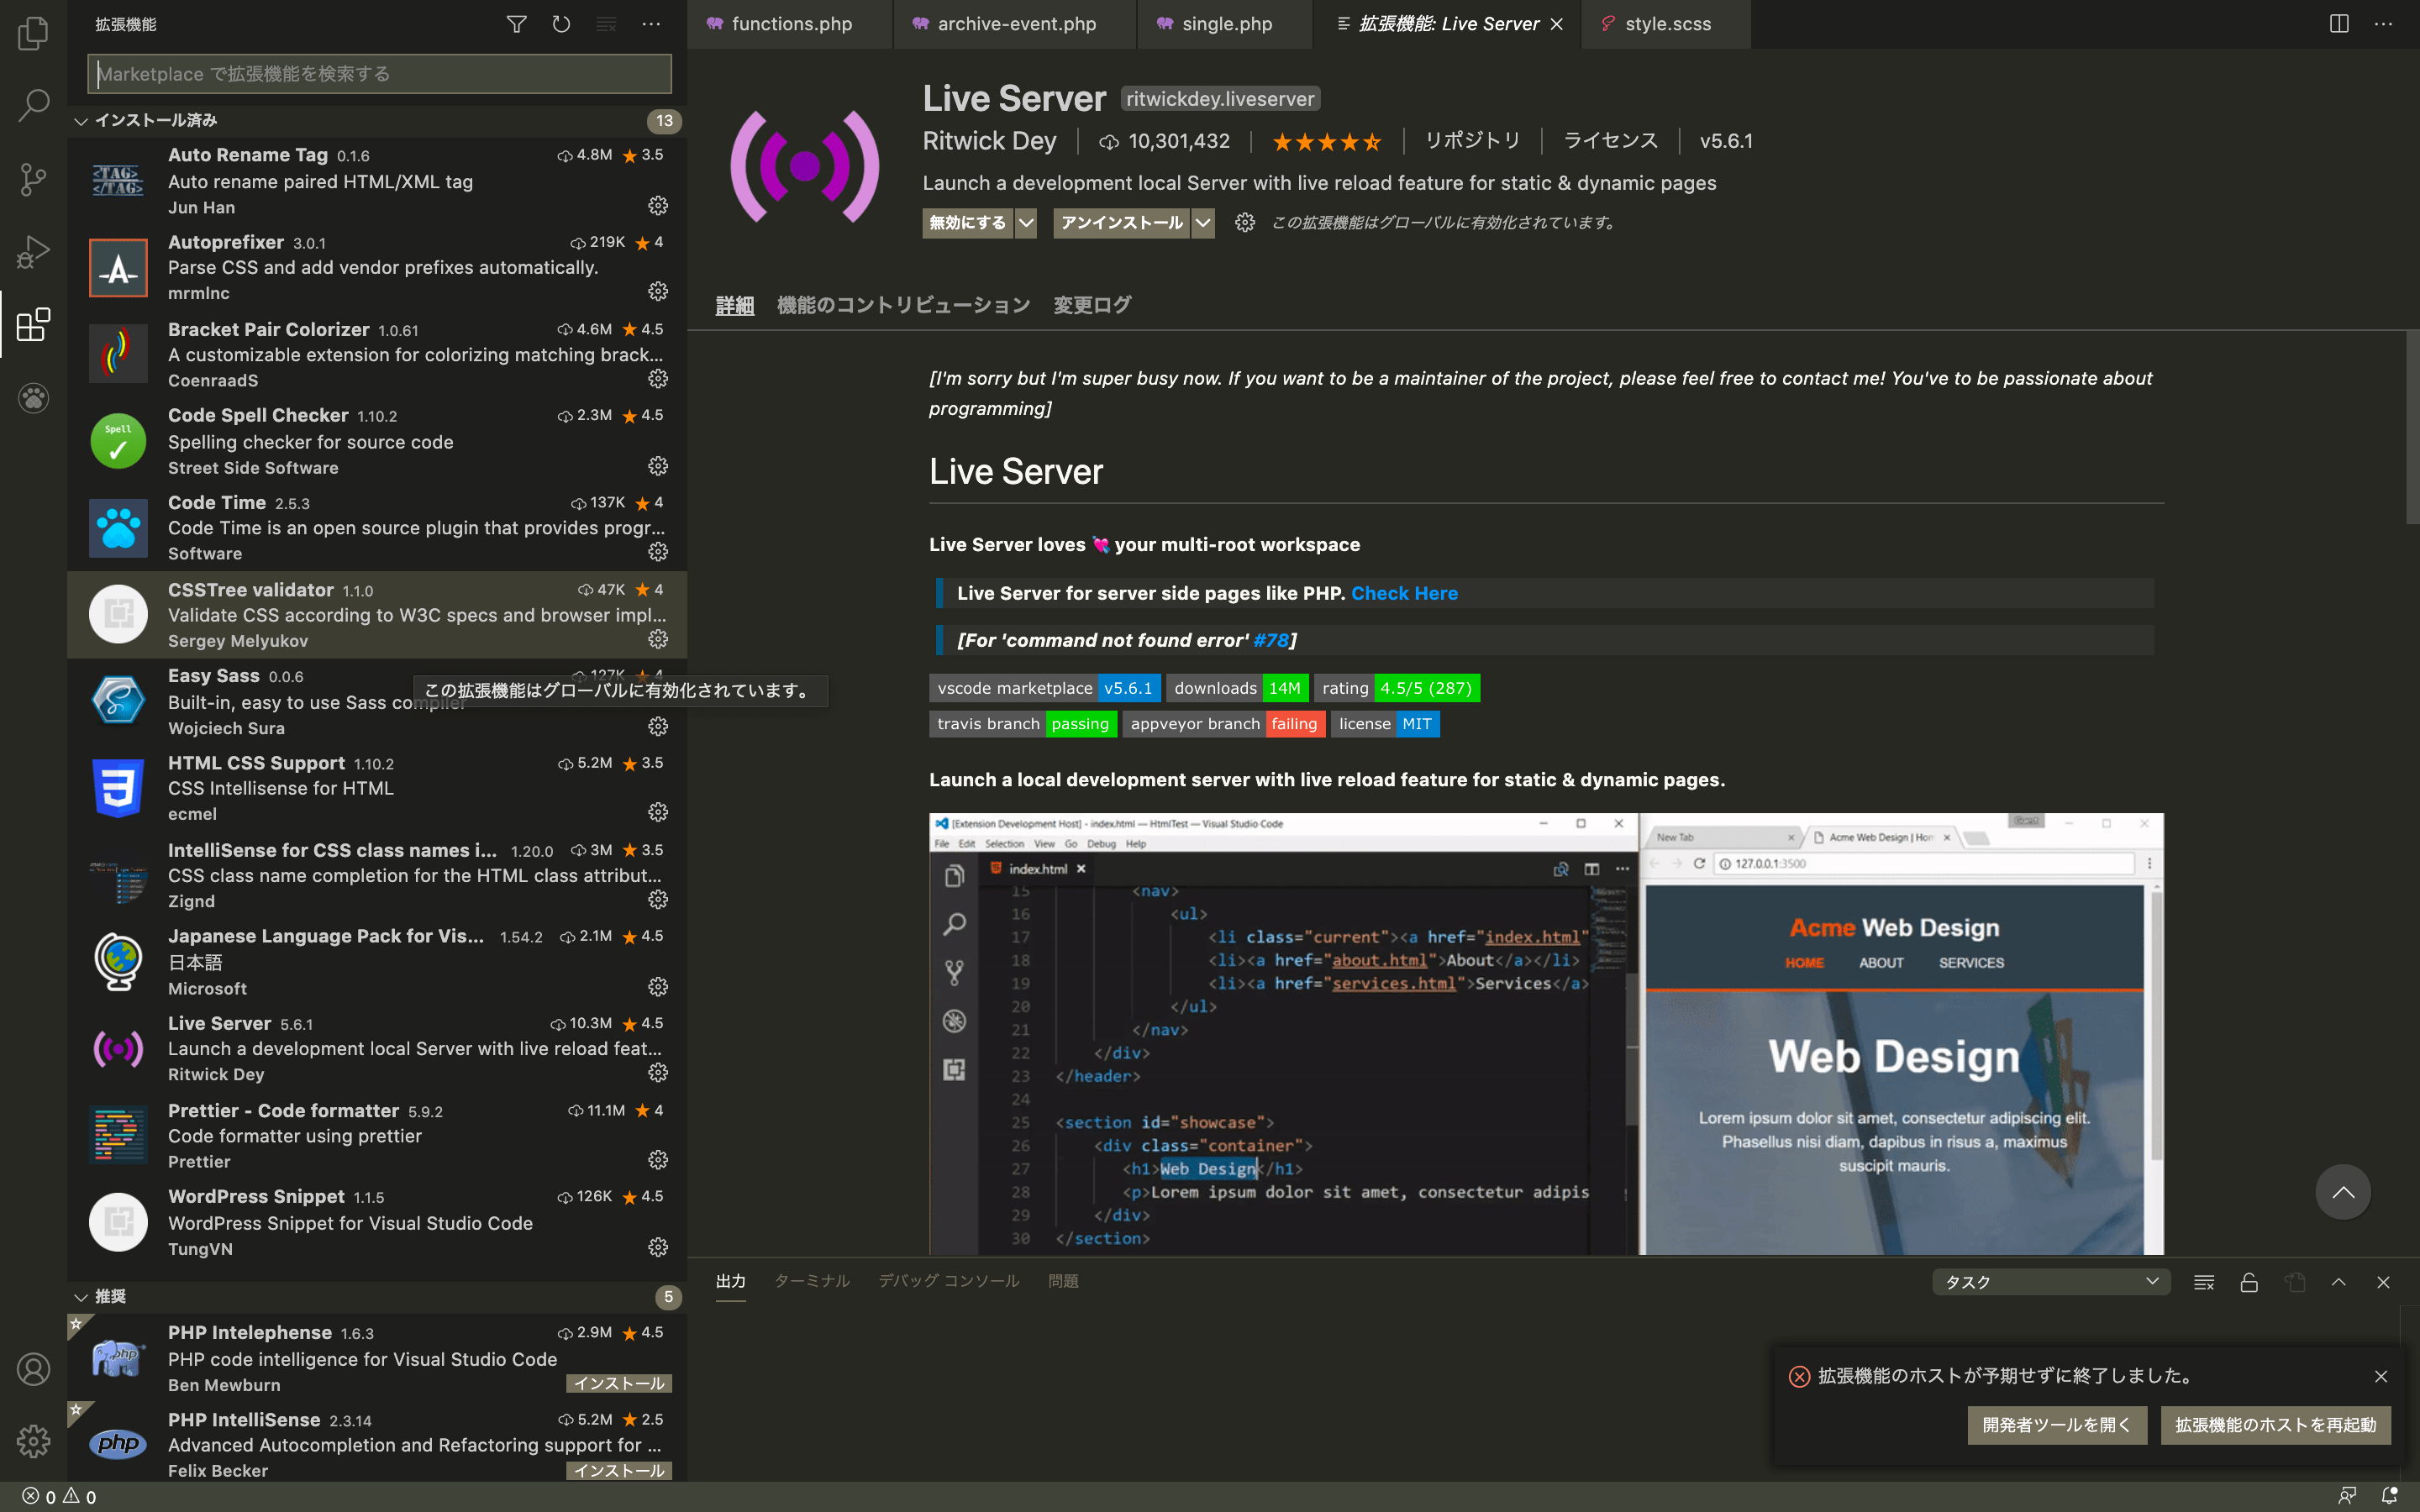 拡張機能
Marketplace で拡張機能を検索する
インストール済み 13
Auto Rename Tag 0.1.6 4.8M 3.5
Auto rename paired HTML/XML tag
Jun Han
Autoprefixer 3.0.1 219K 4
Parse CSS and add vendor prefixes automatically.
mrmlnc
Bracket Pair Colorizer 1.0.61 4.6M 4.5
A customizable extension for colorizing matching brack...
CoenraadS
Spell
Code Spell Checker 1.10.2 2.3M 4.5
Spelling checker for source code
Street Side Software
Code Time 2.5.3 137K 4
Code Time is an open source plugin that provides progr...
Software
CSSTree validator 1.1.0 47K 4
Validate CSS according to W3C specs and browser impl...
Sergey Melyukov
Easy Sass 0.0.6 127K 4
この拡張機能はグローバルに有効化されています。
Built-in, easy to use Sass compiler
Wojciech Sura
HTML CSS Support 1.10.2 5.2M 3.5
CSS Intellisense for HTML
ecmel
IntelliSense for CSS class names i... 1.20.0 3M 3.5
CSS class name completion for the HTML class attribut...
Zignd
Japanese Language Pack for Vis... 1.54.2 2.1M 4.5
日本語
Microsoft
Live Server 5.6.1 10.3M 4.5
Launch a development local Server with live reload feat...
Ritwick Dey
Prettier - Code formatter 5.9.2 11.1M 4
Code formatter using prettier
Prettier
WordPress Snippet 1.1.5 126K 4.5
WordPress Snippet for Visual Studio Code
TungVN
推奨 5
PHP Intelephense 1.6.3 2.9M 4.5
PHP code intelligence for Visual Studio Code
Ben Mewburn インストール
PHP IntelliSense 2.3.14 5.2M 2.5
Advanced Autocompletion and Refactoring support for ...
Felix Becker インストール
<TAG>
</TAG>
php
php
functions.php archive-event.php single.php 拡張機能: Live Server style.scss
Live Server ritwickdey.liveserver
Ritwick Dey 10,301,432 リポジトリ ライセンス v5.6.1
Launch a development local Server with live reload feature for static & dynamic pages
無効にする アンインストール この拡張機能はグローバルに有効化されています。
詳細 機能のコントリビューション 変更ログ
[I'm sorry but I'm super busy now. If you want to be a maintainer of the project, please feel free to contact me! You've to be passionate about
programming]
Live Server
Live Server loves 💘 your multi-root workspace
Live Server for server side pages like PHP. Check Here
[For 'command not found error' #78]
vscode marketplace v5.6.1 downloads 14M rating 4.5/5 (287)
travis branch passing appveyor branch failing license MIT
Launch a local development server with live reload feature for static & dynamic pages.
[Extension Development Host] - index.html — HtmlTest — Visual Studio Code
File Edit Selection View Go Debug Help
index.html
15 <nav>
16 <ul>
17 <li class="current"><a href="index.html"
18 <li><a href="about.html">About</a></li>
19 <li><a href="services.html">Services</a>
20 </ul>
21 </nav>
22 </div>
23 </header>
24
25 <section id="showcase">
26 <div class="container">
27 <h1>Web Design</h1>
28 <p>Lorem ipsum dolor sit amet, consectetur adipis
29 </div>
30 </section>
Guest
New Tab Acme Web Design | Hom
127.0.0.1:3500
Acme Web Design
HOME ABOUT SERVICES
Web Design
Lorem ipsum dolor sit amet, consectetur adipiscing elit.
Phasellus nisi diam, dapibus in risus a, maximus
suscipit mauris.
出力 ターミナル デバッグ コンソール 問題 タスク
拡張機能のホストが予期せずに終了しました。
開発者ツールを開く 拡張機能のホストを再起動
0 0